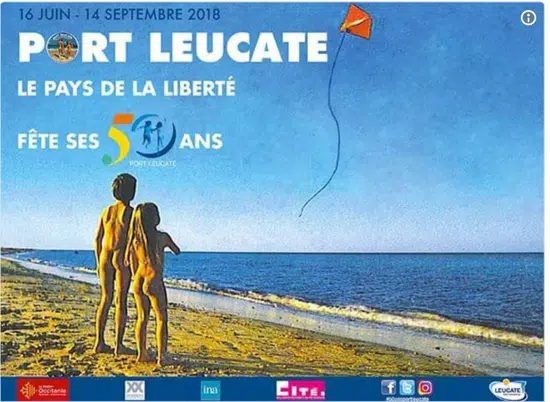 16 JUIN - 14 SEPTEMBRE 2018
PORT LEUCATE
LE PAYS DE LA LIBERTÉ
FÊTE SES 50 ANS
PORT LEUCATE
Occitanie
ina
CITÉ
LEUCATE